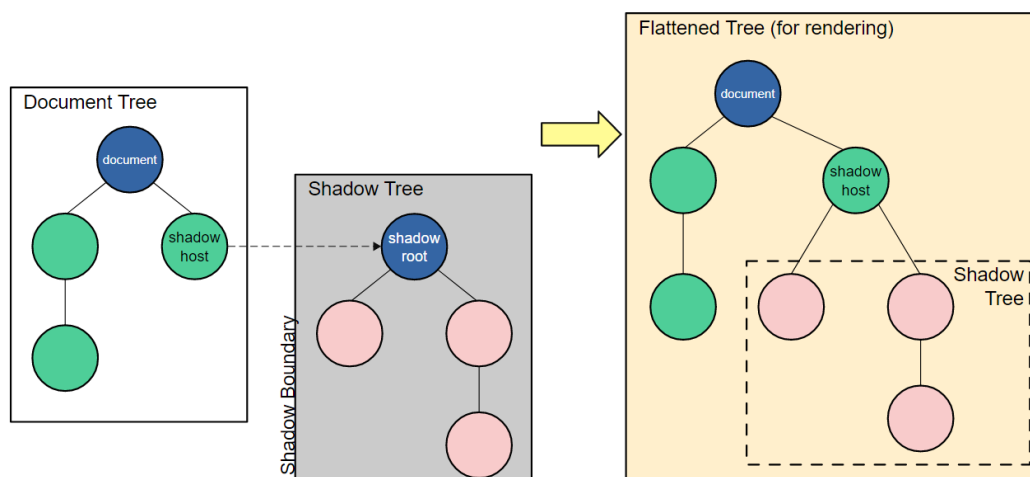 Document Tree
document
shadow
host
Shadow Tree
shadow
root
Shadow Boundary
Flattened Tree (for rendering)
document
shadow
host
Shadow
Tree